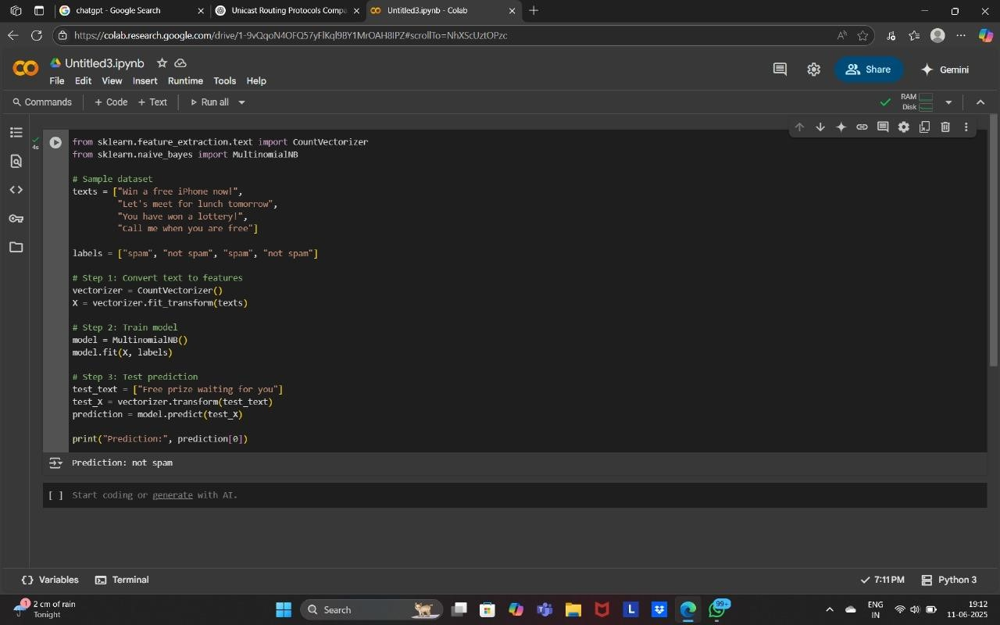 chatgpt - Google Search
Unicast Routing Protocols Compa
Untitled3.ipynb - Colab
https://colab.research.google.com/drive/1-9vQqoN4OFQ57yFlKql9BY1MrOAH8lPZ#scrollTo=NhXScUztOPzc
Untitled3.ipynb
File Edit View Insert Runtime Tools Help
Share
Gemini
Commands + Code + Text Run all
RAM
Disk
4s
from sklearn.feature_extraction.text import CountVectorizer
from sklearn.naive_bayes import MultinomialNB
# Sample dataset
texts = ["Win a free iPhone now!",
"Let's meet for lunch tomorrow",
"You have won a lottery!",
"Call me when you are free"]
labels = ["spam", "not spam", "spam", "not spam"]
# Step 1: Convert text to features
vectorizer = CountVectorizer()
X = vectorizer.fit_transform(texts)
# Step 2: Train model
model = MultinomialNB()
model.fit(X, labels)
# Step 3: Test prediction
test_text = ["Free prize waiting for you"]
test_X = vectorizer.transform(test_text)
prediction = model.predict(test_X)
print("Prediction:", prediction[0])
Prediction: not spam
[ ] Start coding or generate with AI.
{} Variables Terminal
7:11 PM Python 3
1
2 cm of rain
Tonight
Search
L
99+
ENG
IN
19:12
11-06-2025